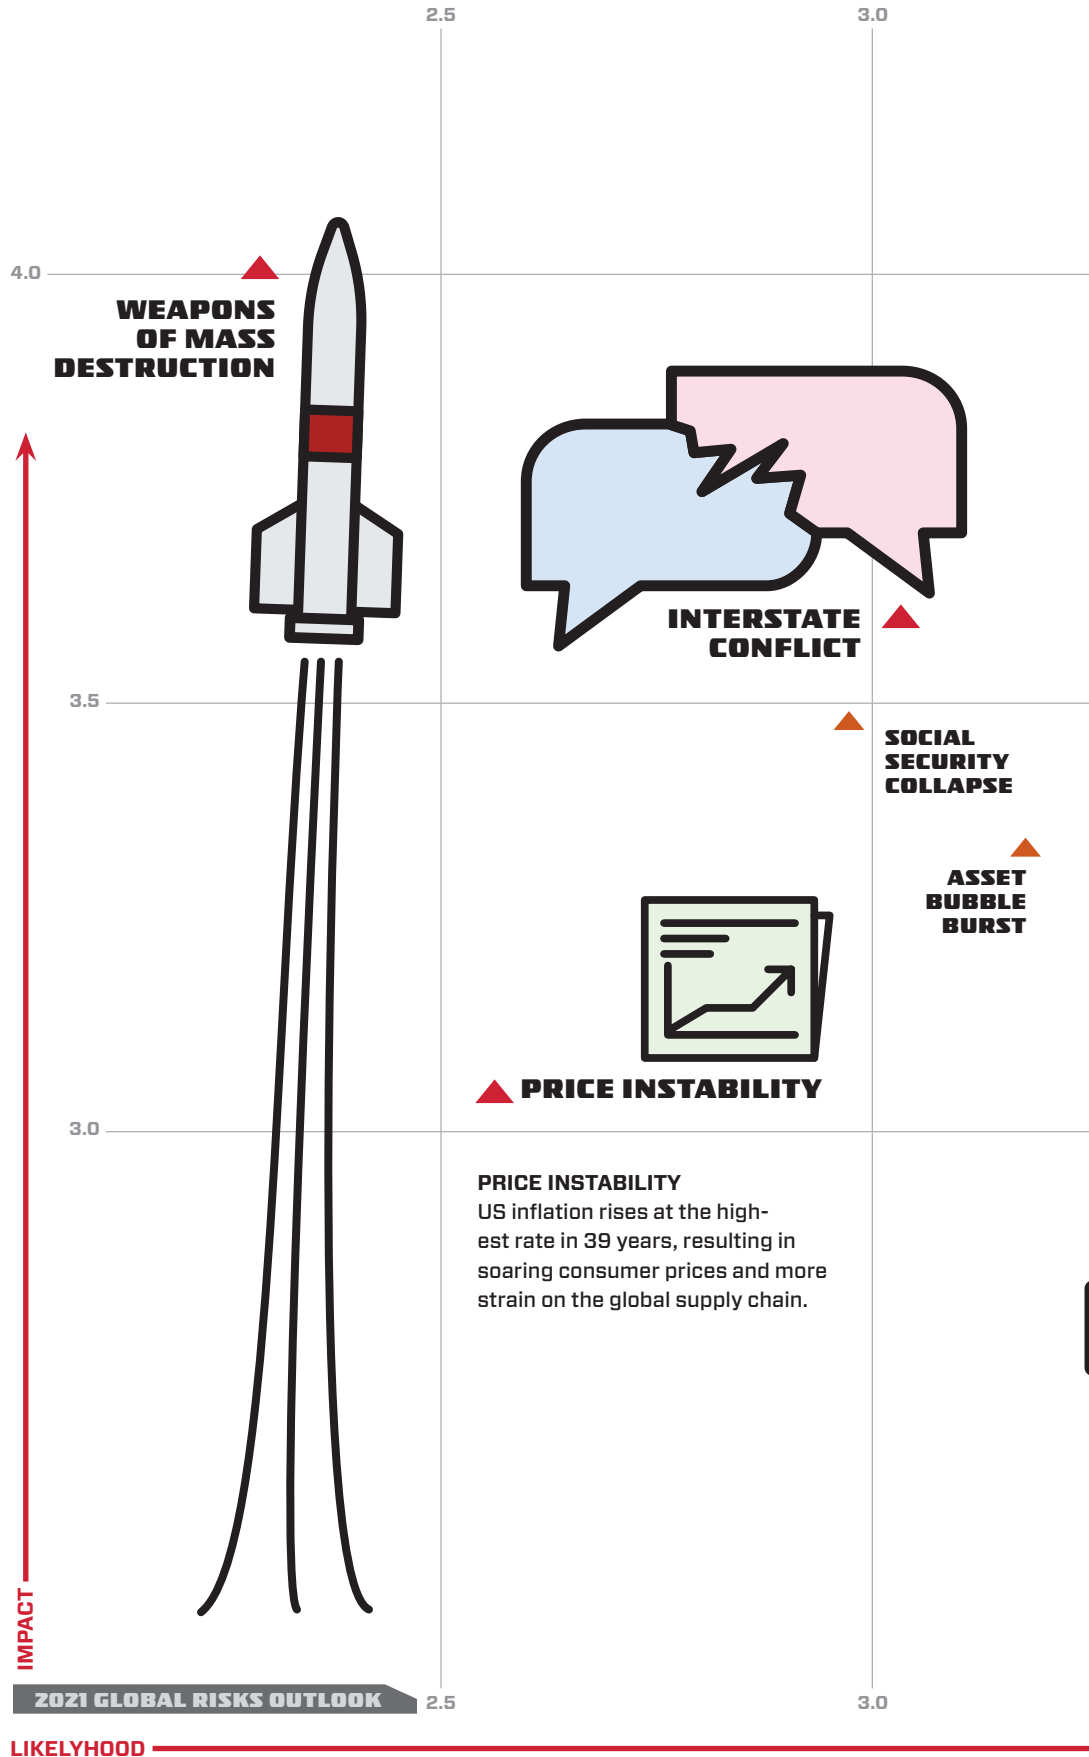 2.5
3.0
4.0
WEAPONS
OF MASS
DESTRUCTION
INTERSTATE
CONFLICT
3.5
SOCIAL
SECURITY
COLLAPSE
ASSET
BUBBLE
BURST
PRICE INSTABILITY
3.0
PRICE INSTABILITY
US inflation rises at the high-
est rate in 39 years, resulting in
soaring consumer prices and more
strain on the global supply chain.
IMPACT
2021 GLOBAL RISKS OUTLOOK
2.5
3.0
LIKELYHOOD